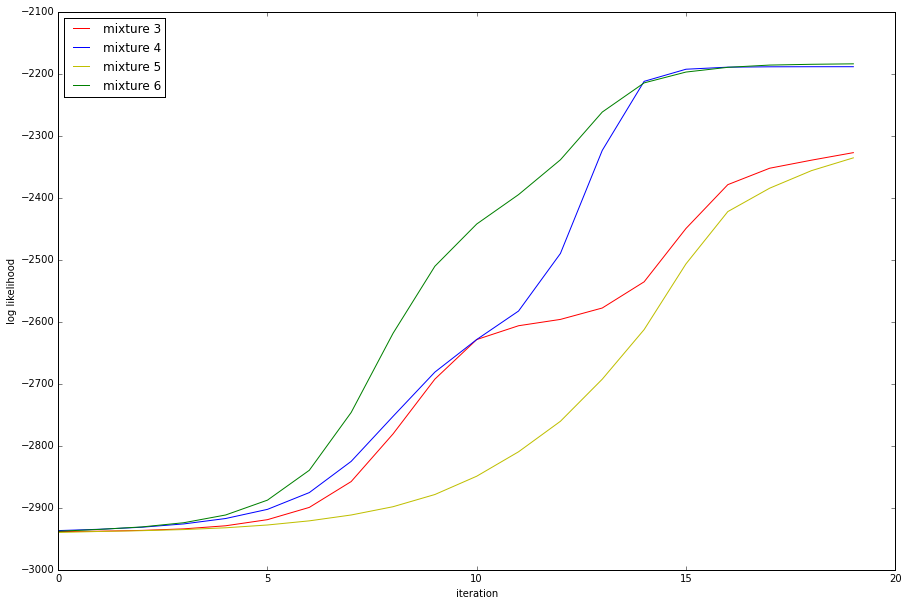 −2100
−2200
−2300
−2400
−2500
−2600
−2700
−2800
−2900
−3000
log likelihood
mixture 3
mixture 4
mixture 5
mixture 6
0
5
10
15
20
iteration